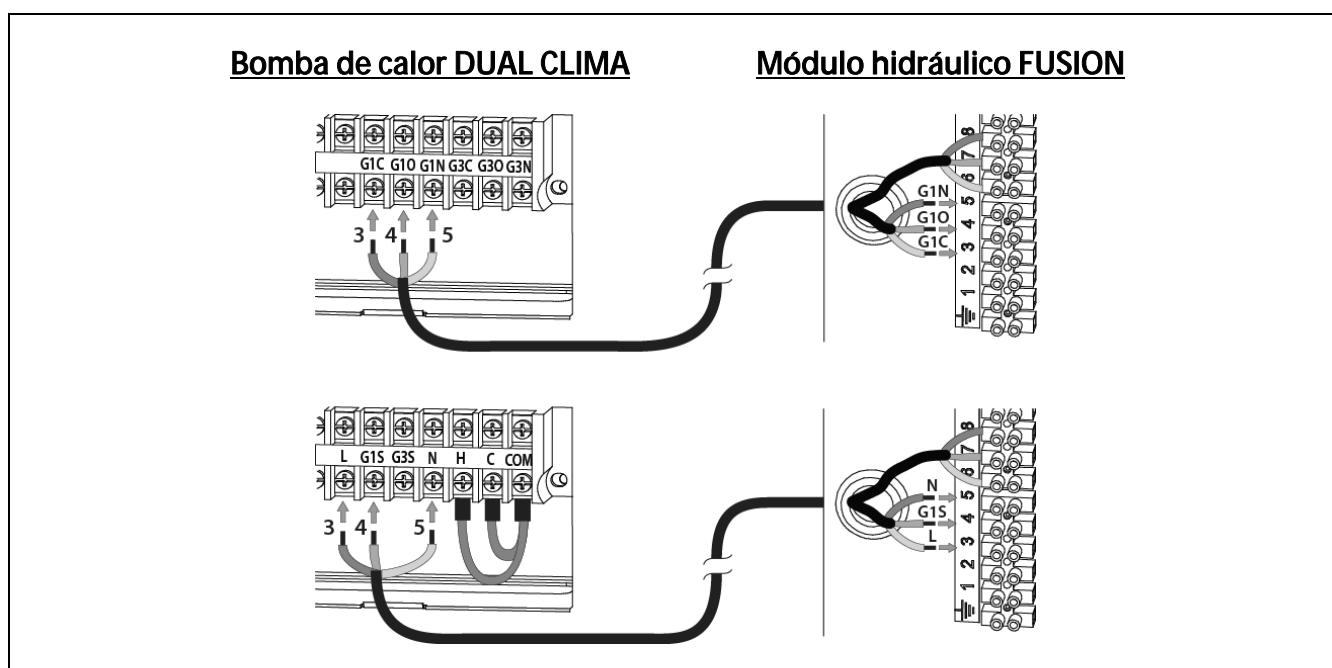 Bomba de calor DUAL CLIMA
Módulo hidráulico FUSION
G1C G1O G1N G3C G3O G3N
3 4 5
8
7
6
G1N 5
G1O 4
G1C 3
2
1
L G1S G3S N H C COM
3 4 5
8
7
6
N 5
G1S 4
L 3
2
1